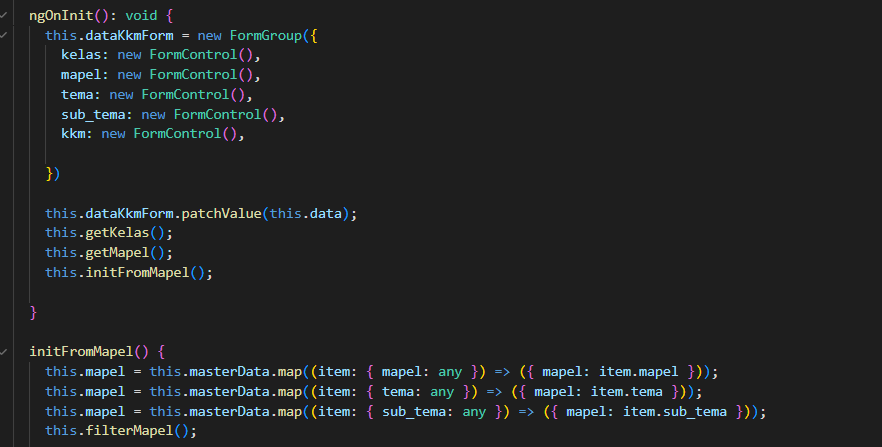 ngOnInit(): void {
this.dataKkmForm = new FormGroup({
kelas: new FormControl(),
mapel: new FormControl(),
tema: new FormControl(),
sub_tema: new FormControl(),
kkm: new FormControl(),
})
this.dataKkmForm.patchValue(this.data);
this.getKelas();
this.getMapel();
this.initFromMapel();
}
initFromMapel() {
this.mapel = this.masterData.map((item: { mapel: any }) => ({ mapel: item.mapel }));
this.mapel = this.masterData.map((item: { tema: any }) => ({ mapel: item.tema }));
this.mapel = this.masterData.map((item: { sub_tema: any }) => ({ mapel: item.sub_tema }));
this.filterMapel();